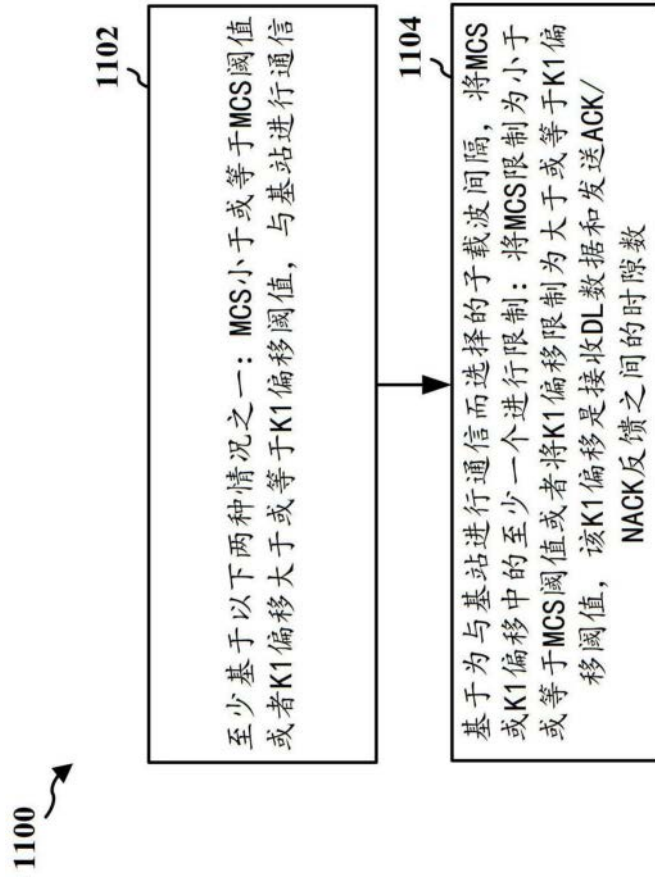 1100
1102
至少基于以下两种情况之一：MCS小于或等于MCS阈值
或者K1偏移大于或等于K1偏移阈值，与基站进行通信
1104
基于为与基站进行通信而选择的子载波间隔，将MCS
或K1偏移中的至少一个进行限制：将MCS限制为小于
或等于MCS阈值或者将K1偏移限制为大于或等于K1偏
移阈值，该K1偏移是接收DL数据和发送ACK/
NACK反馈之间的时隙数